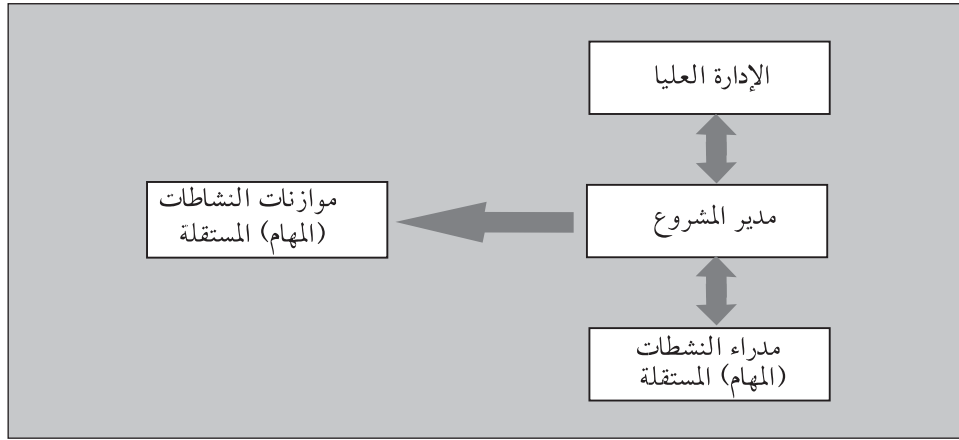 الإدارة العليا
مدير المشروع
موازنات النشاطات
(المهام) المستقلة
مدراء النشطات
(المهام) المستقلة